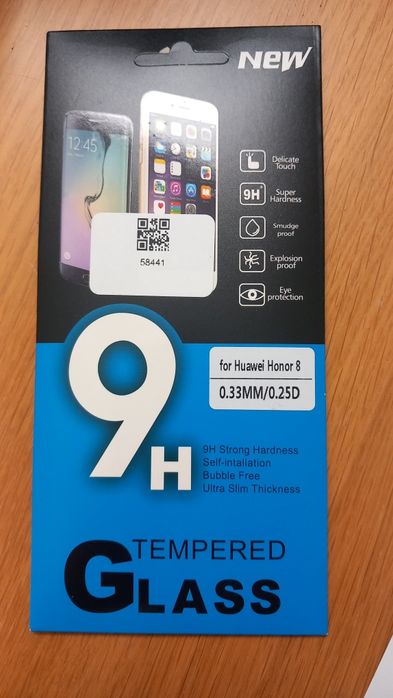 New
12:45
Delicate
Touch
9H
Super
Hardness
Smudge
proof
Explosion
proof
Eye
protection
58441
for Huawei Honor 8
0.33MM/0.25D
9H
9H Strong Hardness
Self-intallation
Bubble Free
Ultra Slim Thickness
TEMPERED
GLASS